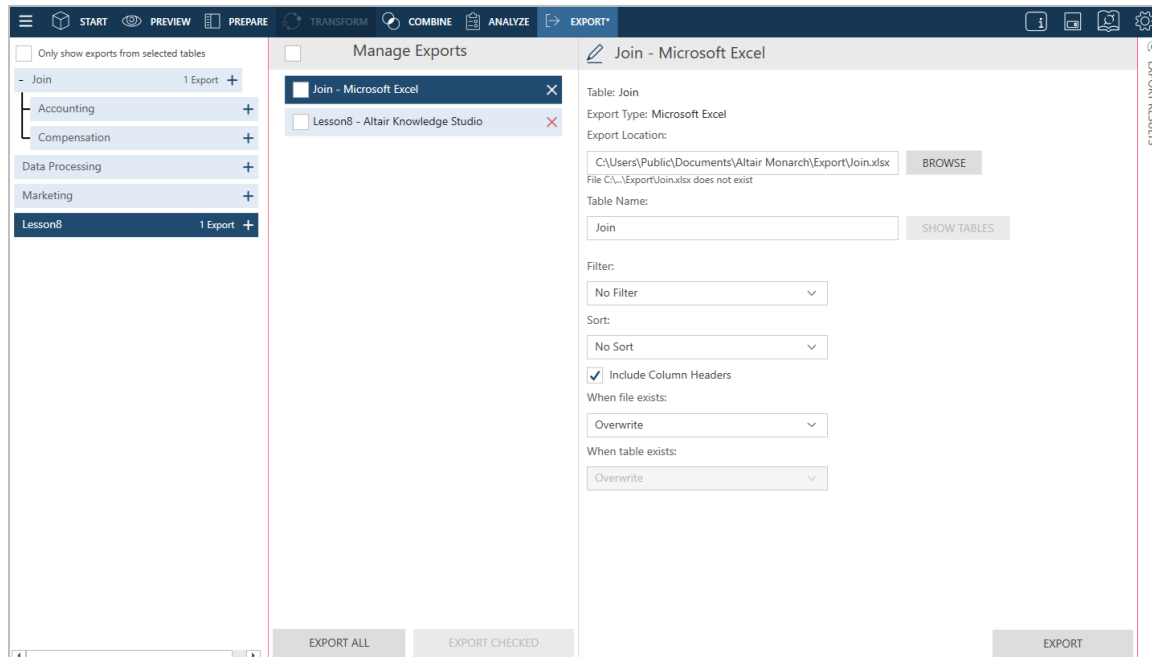 START PREVIEW PREPARE TRANSFORM COMBINE ANALYZE EXPORT*
Only show exports from selected tables
- Join 1 Export +
Accounting +
Compensation +
Data Processing +
Marketing +
Lesson8 1 Export +
Manage Exports
Join - Microsoft Excel
Lesson8 - Altair Knowledge Studio
EXPORT ALL EXPORT CHECKED
Join - Microsoft Excel
Table: Join
Export Type: Microsoft Excel
Export Location:
C:\Users\Public\Documents\Altair Monarch\Export\Join.xlsx BROWSE
File C:\...\Export\Join.xlsx does not exist
Table Name:
Join SHOW TABLES
Filter:
No Filter
Sort:
No Sort
Include Column Headers
When file exists:
Overwrite
When table exists:
Overwrite
EXPORT
EXPORT RESULTS